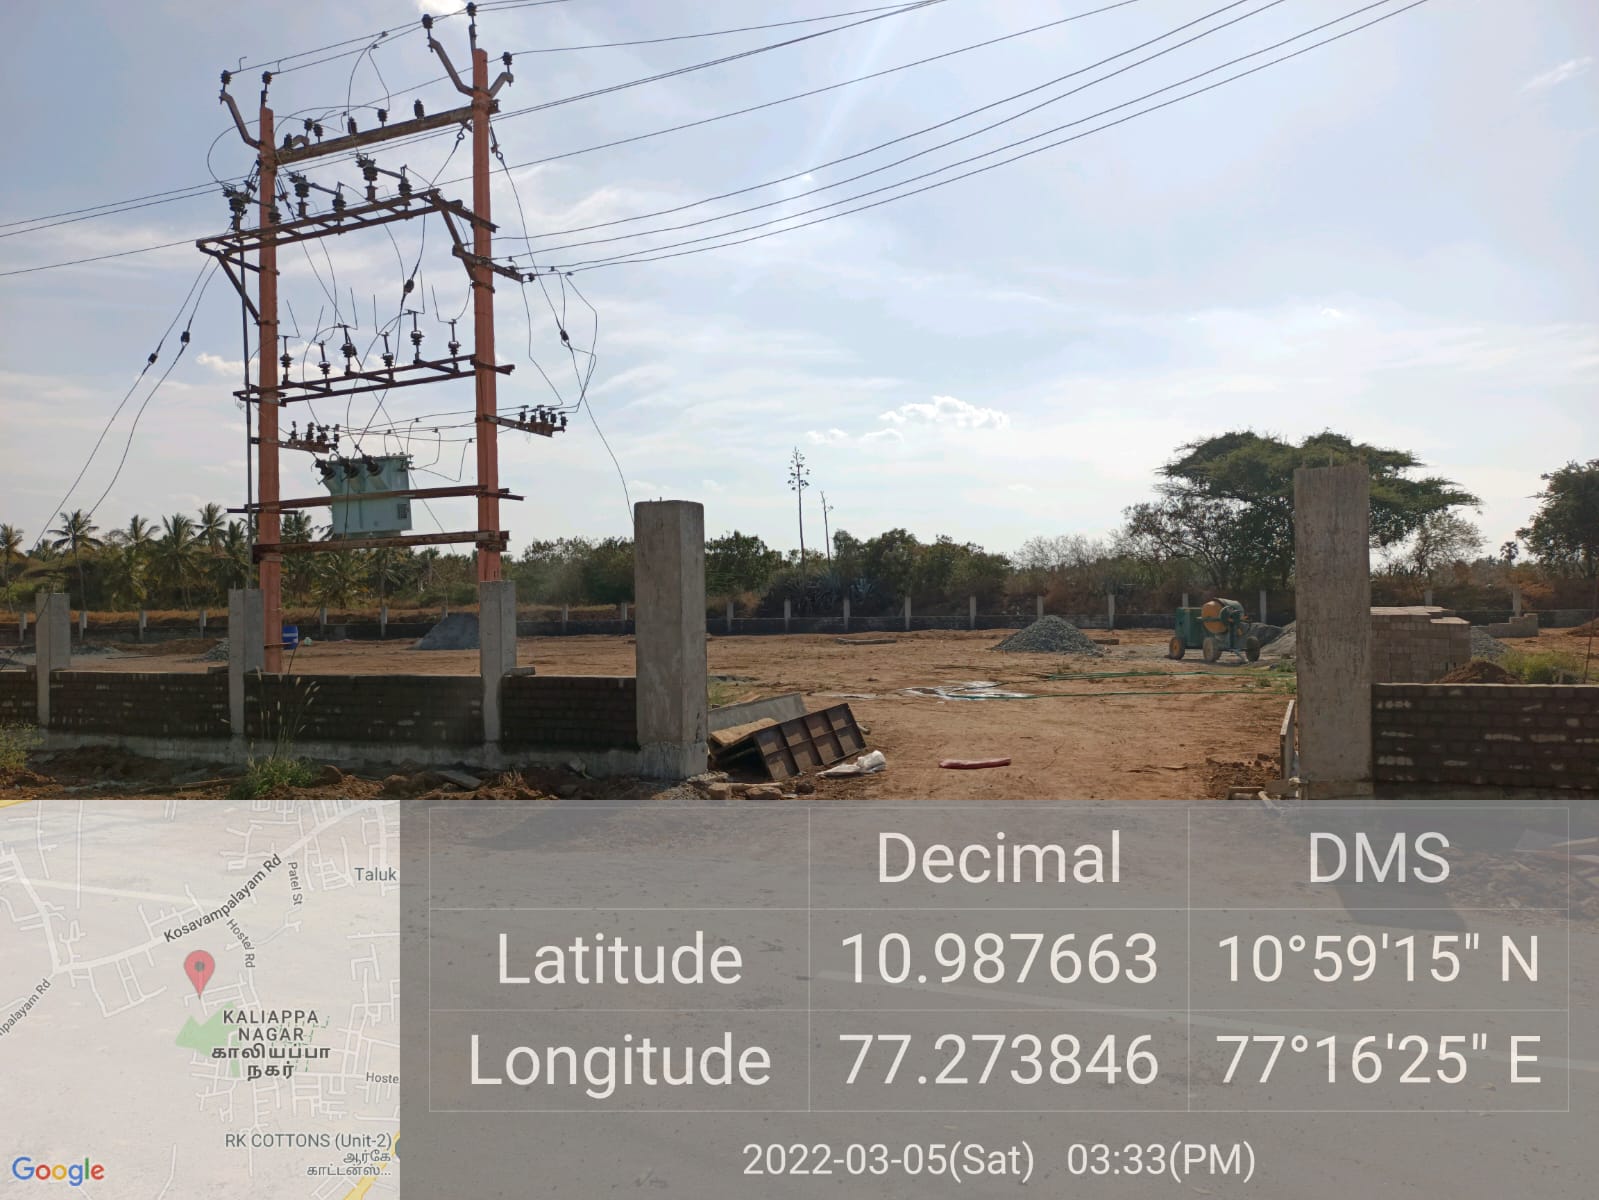 Decimal DMS
Latitude 10.987663 10°59'15" N
Longitude 77.273846 77°16'25" E
2022-03-05(Sat) 03:33(PM)
Taluk
Patel St
Kosavampalayam Rd
Hostel Rd
mpalayam Rd
KALIAPPA
NAGAR
காலியப்பா
நகர்
Hoste
RK COTTONS (Unit-2)
ஆர்கே
காட்டன்ஸ்...
Google